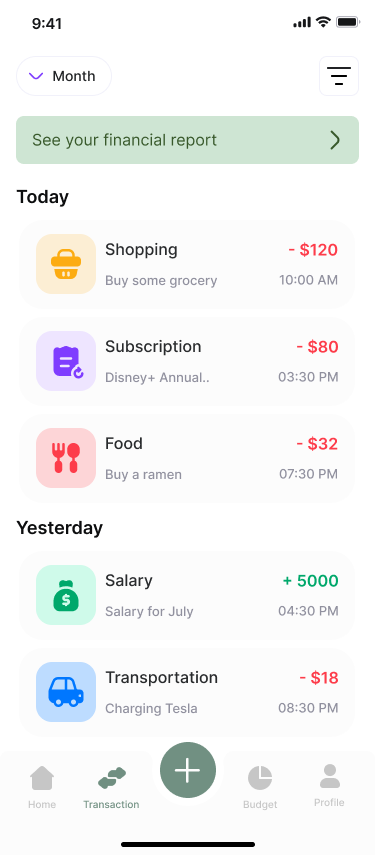 9:41
Month
See your financial report
Today
Shopping
- $120
Buy some grocery
10:00 AM
Subscription
- $80
Disney+ Annual..
03:30 PM
Food
- $32
Buy a ramen
07:30 PM
Yesterday
Salary
+ 5000
Salary for July
04:30 PM
Transportation
- $18
Charging Tesla
08:30 PM
Home
Transaction
Budget
Profile